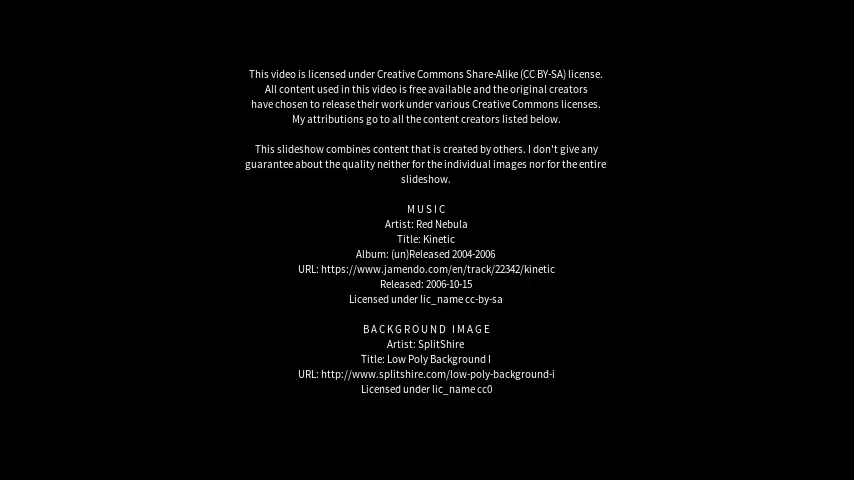 This video is licensed under Creative Commons Share-Alike (CC BY-SA) license.
All content used in this video is free available and the original creators
have chosen to release their work under various Creative Commons licenses.
My attributions go to all the content creators listed below.
This slideshow combines content that is created by others. I don't give any
guarantee about the quality neither for the individual images nor for the entire
slideshow.
MUSIC
Artist: Red Nebula
Title: Kinetic
Album: (un)Released 2004-2006
URL: https://www.jamendo.com/en/track/22342/kinetic
Released: 2006-10-15
Licensed under lic_name cc-by-sa
BACKGROUND IMAGE
Artist: SplitShire
Title: Low Poly Background I
URL: http://www.splitshire.com/low-poly-background-i
Licensed under lic_name cc0